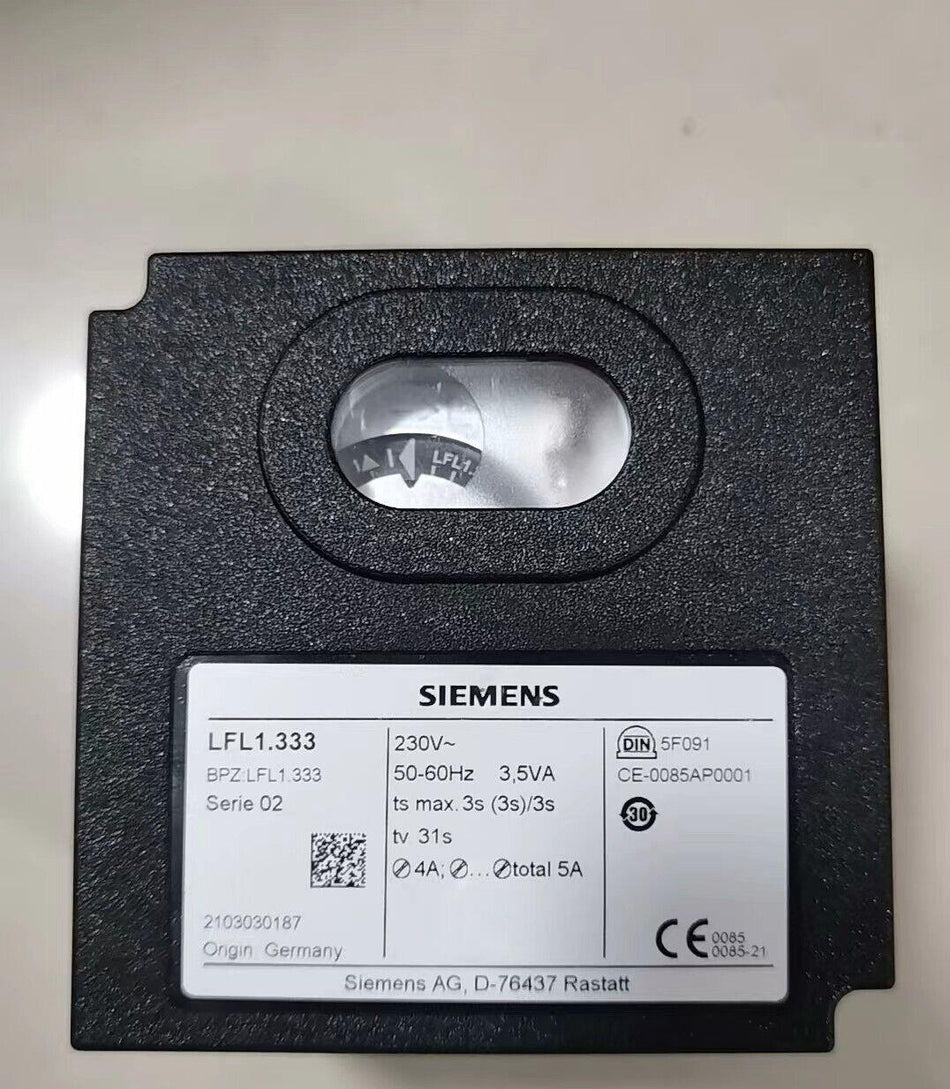 LFL1.
SIEMENS
LFL1.333
BPZ:LFL1.333
Serie 02
2103030187
Origin: Germany
230V~
50-60Hz 3,5VA
ts max. 3s (3s)/3s
tv 31s
⊘ 4A; ⊘...⊘total 5A
DIN 5F091
CE-0085AP0001
30
CE 0085
0085-21
Siemens AG, D-76437 Rastatt